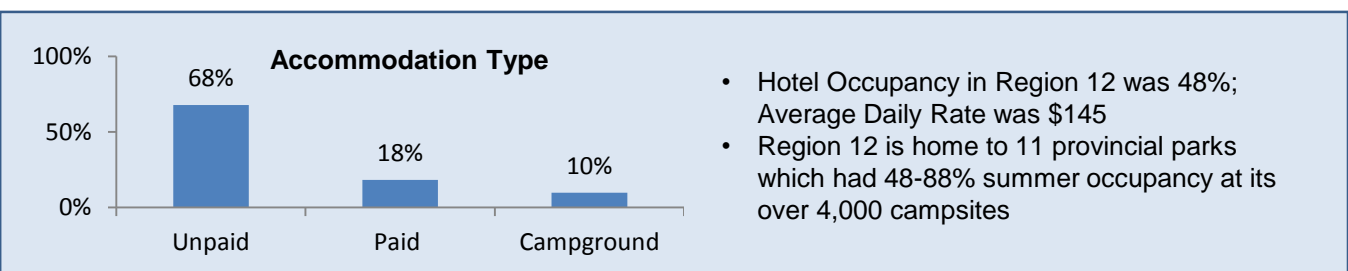 Accommodation Type
100%
50%
0%
68%
18%
10%
Unpaid Paid Campground
• Hotel Occupancy in Region 12 was 48%;
Average Daily Rate was $145
• Region 12 is home to 11 provincial parks
which had 48-88% summer occupancy at its
over 4,000 campsites